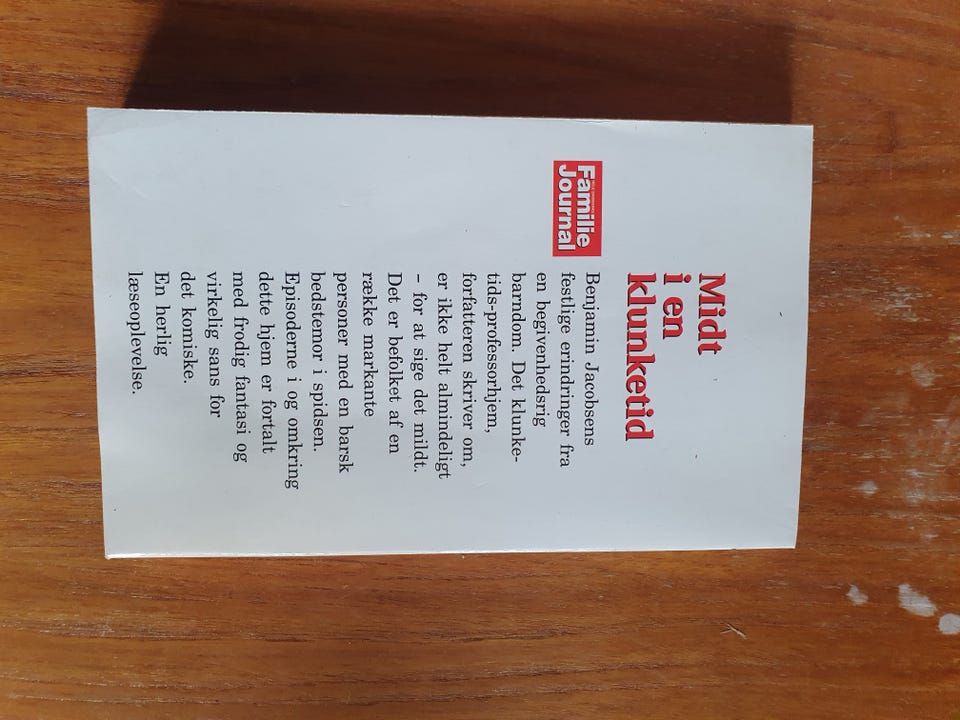 Midt
i en
klunketid
Familie
Journal
Benjamin Jacobsens
festlige erindringer fra
en begivenhedsrig
barndom. Det klunke-
tids-professorhjem,
forfatteren skriver om,
er ikke helt almindeligt
– for at sige det mildt.
Det er befolket af en
række markante
personer med en barsk
bedstemor i spidsen.
Episoderne i og omkring
dette hjem er fortalt
med frodig fantasi og
virkelig sans for
det komiske.
En herlig
læseoplevelse.